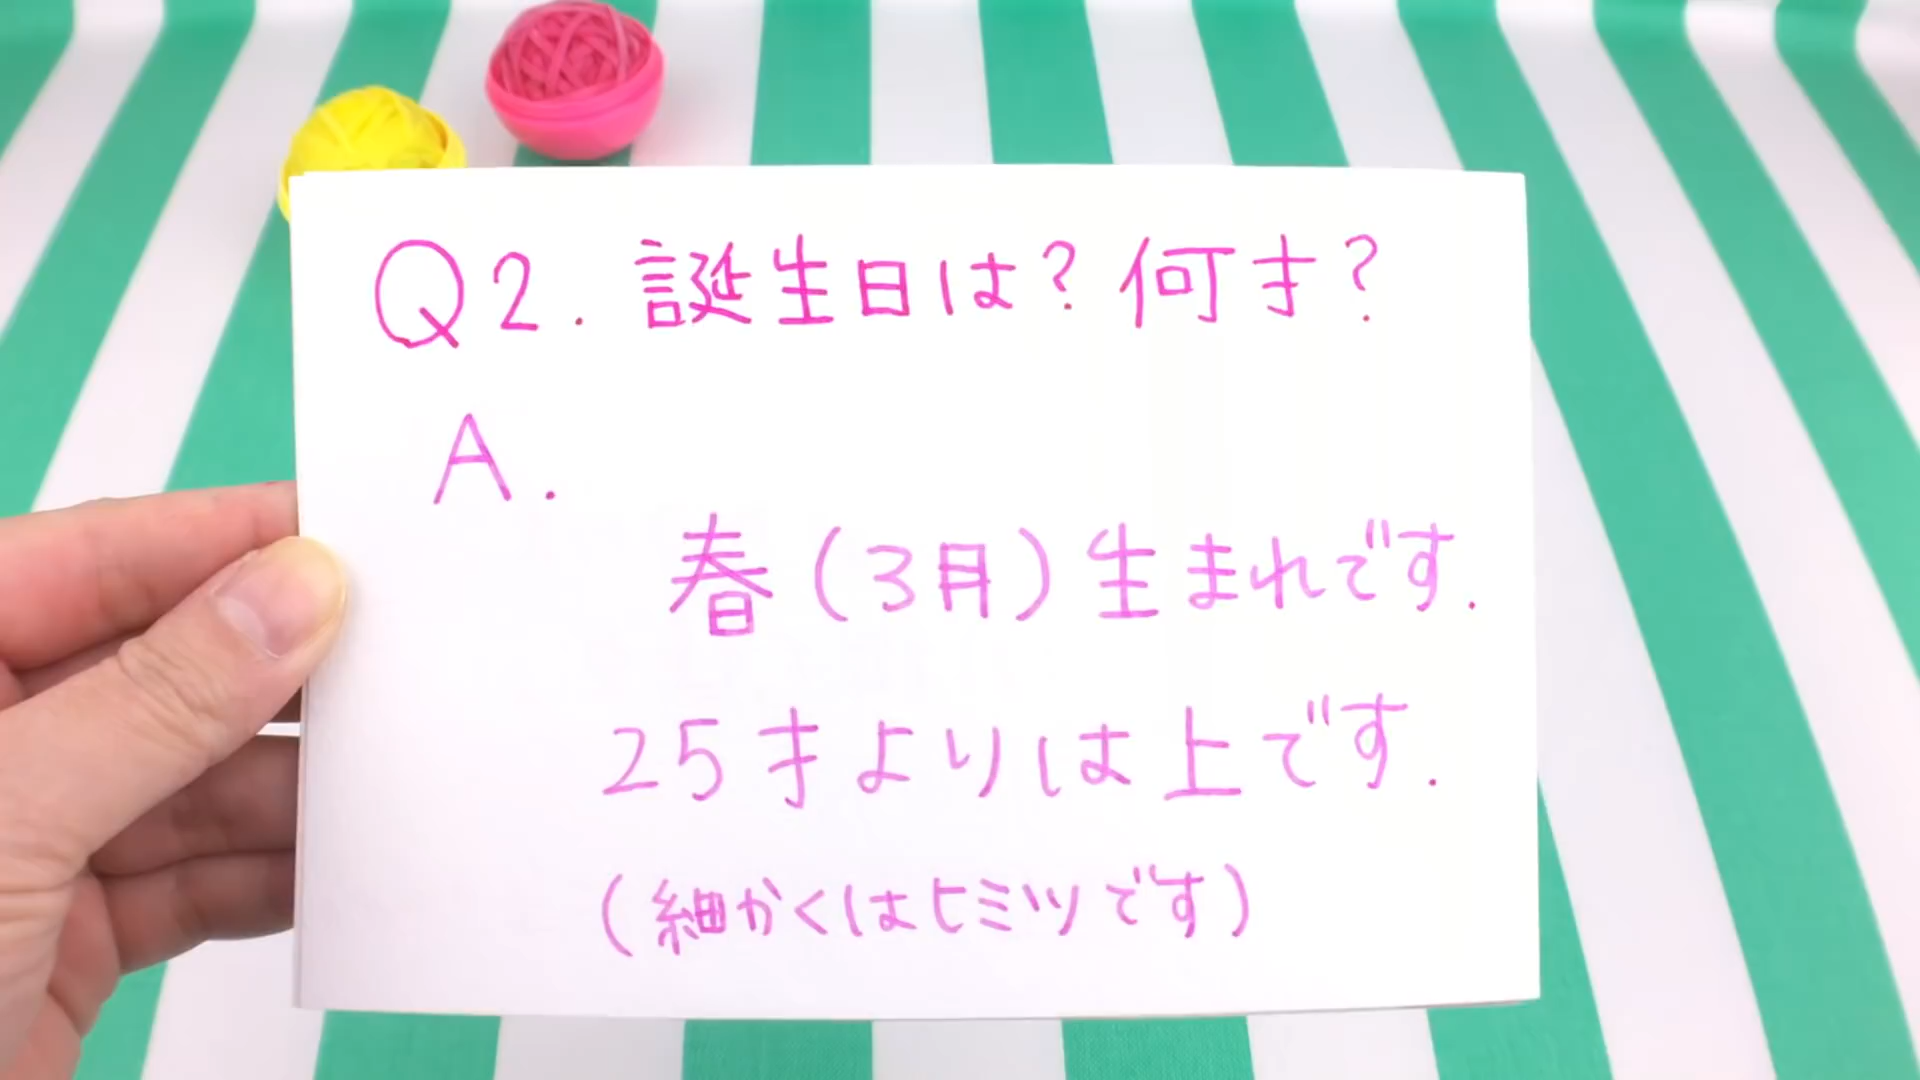 Q2. 誕生日は?何才?
A.
春(3月)生まれです.
25才よりは上です.
(細かくはヒミツです)